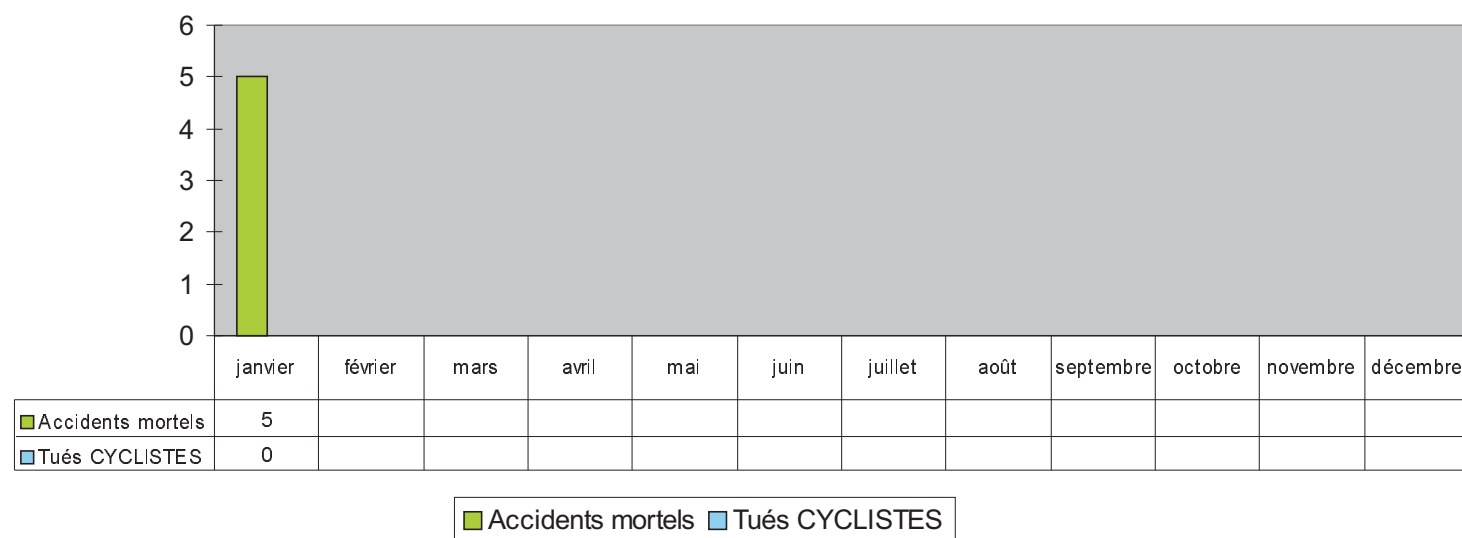 6
5
4
3
2
1
0
janvier février mars avril mai juin juillet août septembre octobre novembre décembre
Accidents mortels 5
Tués CYCLISTES 0
Accidents mortels Tués CYCLISTES